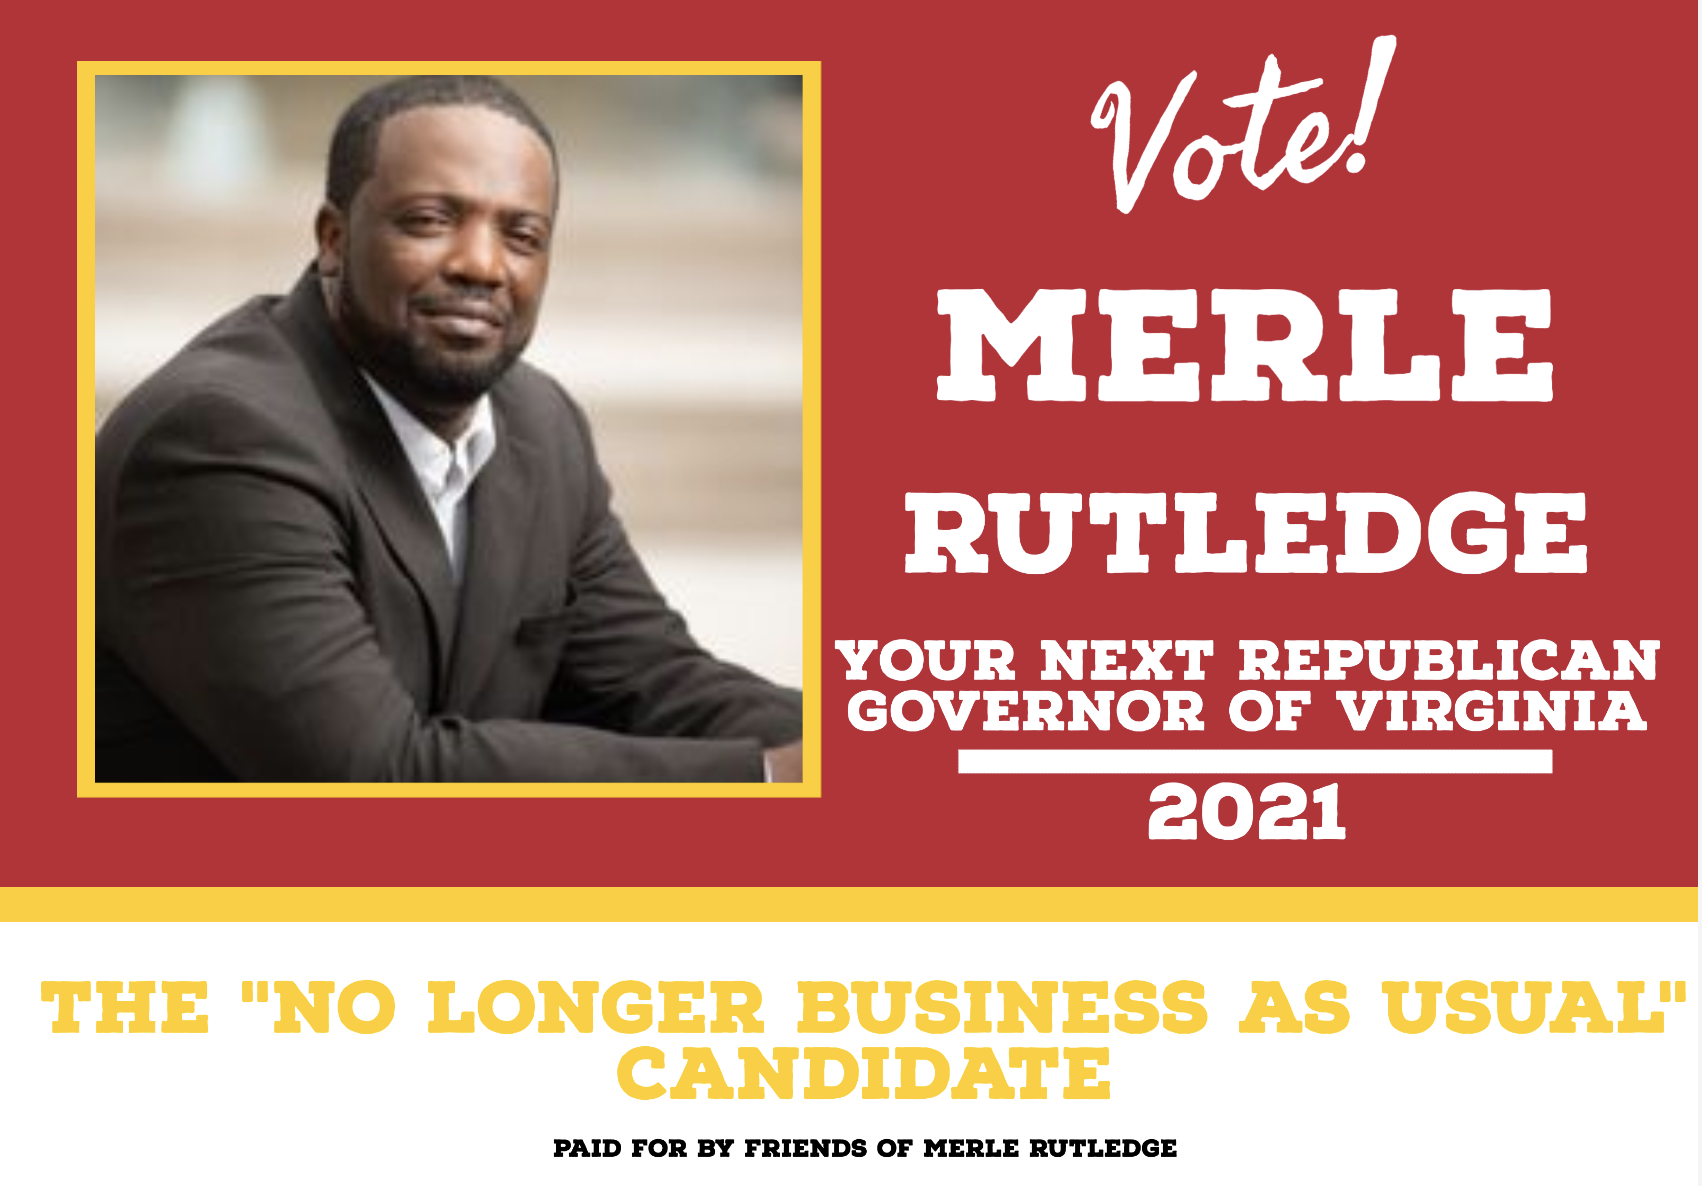 Vote!
MERLE
RUTLEDGE
YOUR NEXT REPUBLICAN
GOVERNOR OF VIRGINIA
2021
THE "NO LONGER BUSINESS AS USUAL"
CANDIDATE
PAID FOR BY FRIENDS OF MERLE RUTLEDGE